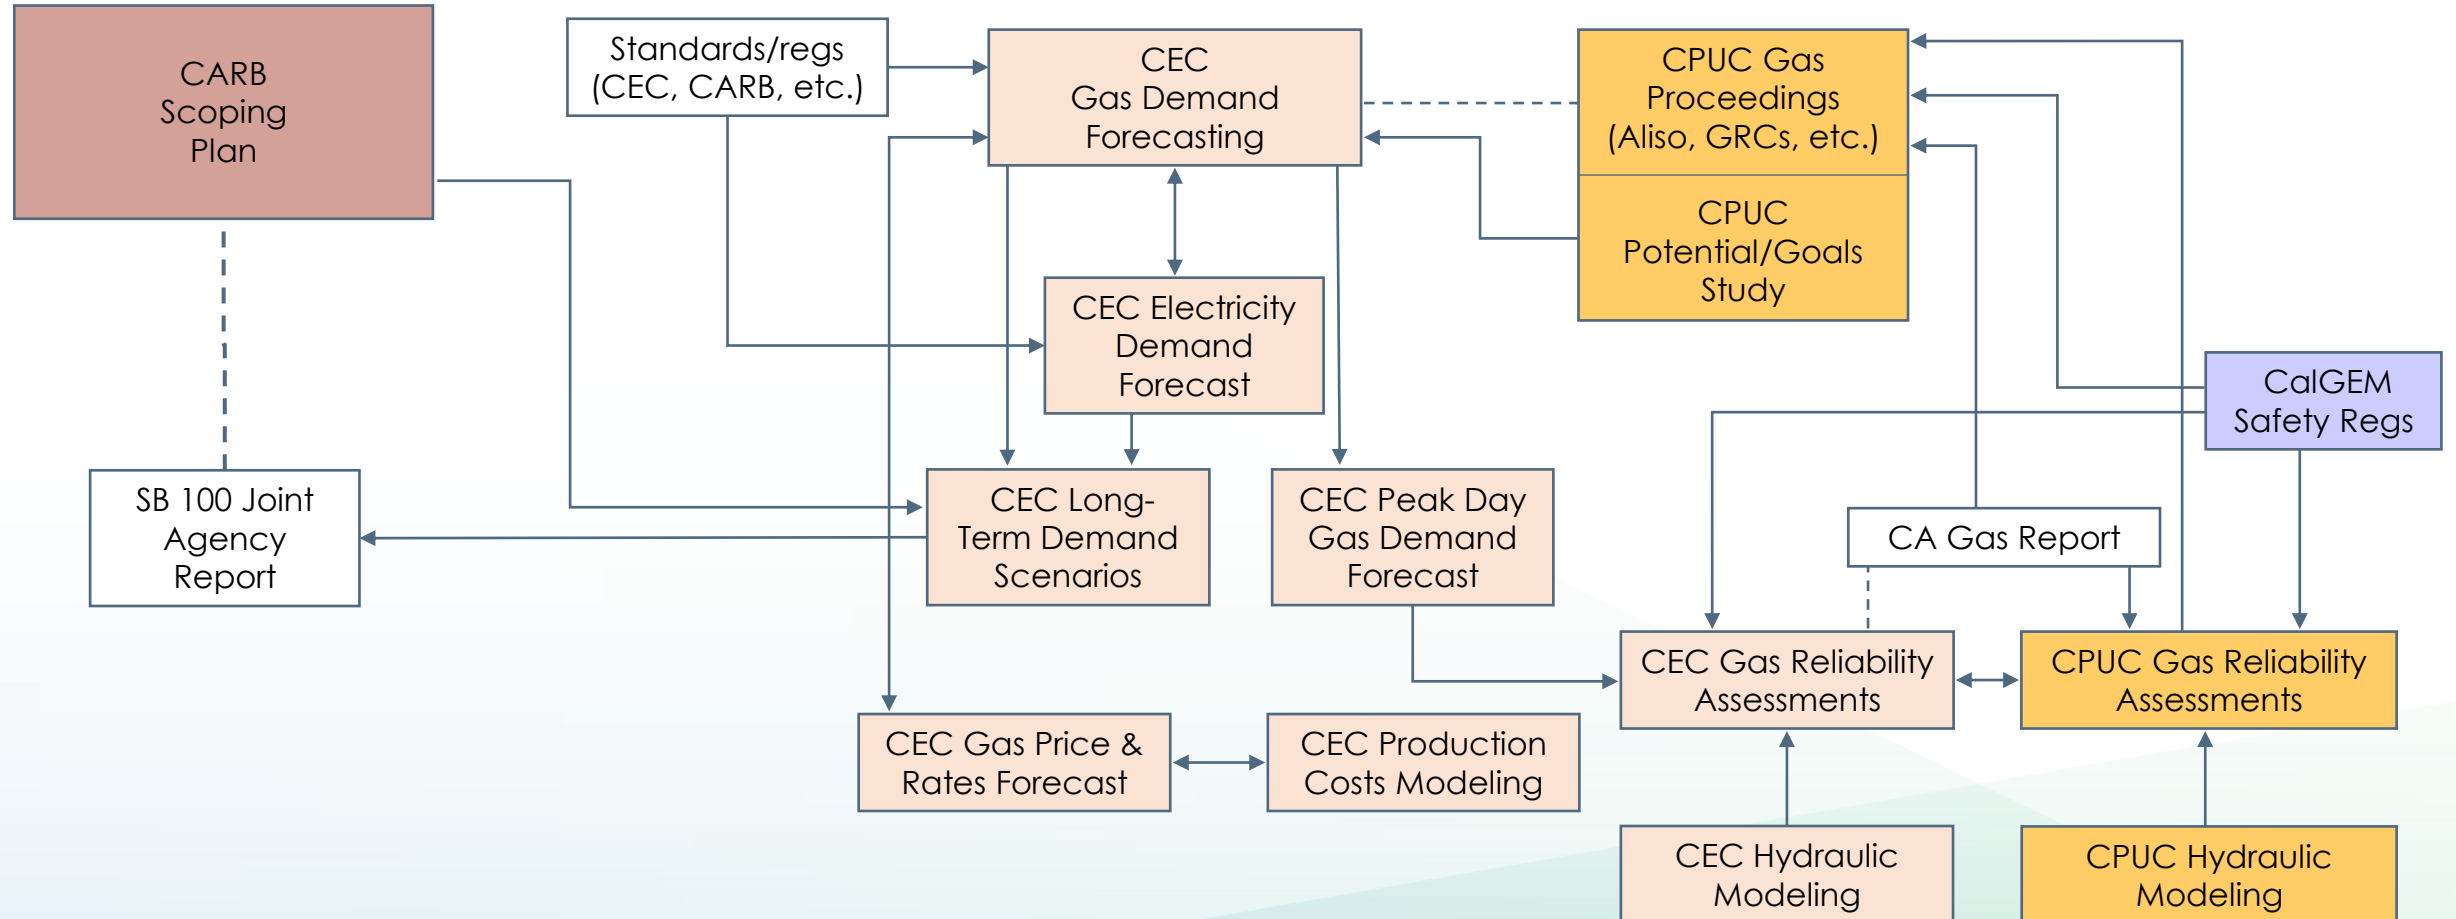 CARB
Scoping
Plan
Standards/regs
(CEC, CARB, etc.)
CEC
Gas Demand
Forecasting
CPUC Gas
Proceedings
(Aliso, GRCs, etc.)
CPUC
Potential/Goals
Study
CEC Electricity
Demand
Forecast
CalGEM
Safety Regs
SB 100 Joint
Agency
Report
CEC Long-
Term Demand
Scenarios
CEC Peak Day
Gas Demand
Forecast
CA Gas Report
CEC Gas Reliability
Assessments
CPUC Gas Reliability
Assessments
CEC Gas Price &
Rates Forecast
CEC Production
Costs Modeling
CEC Hydraulic
Modeling
CPUC Hydraulic
Modeling